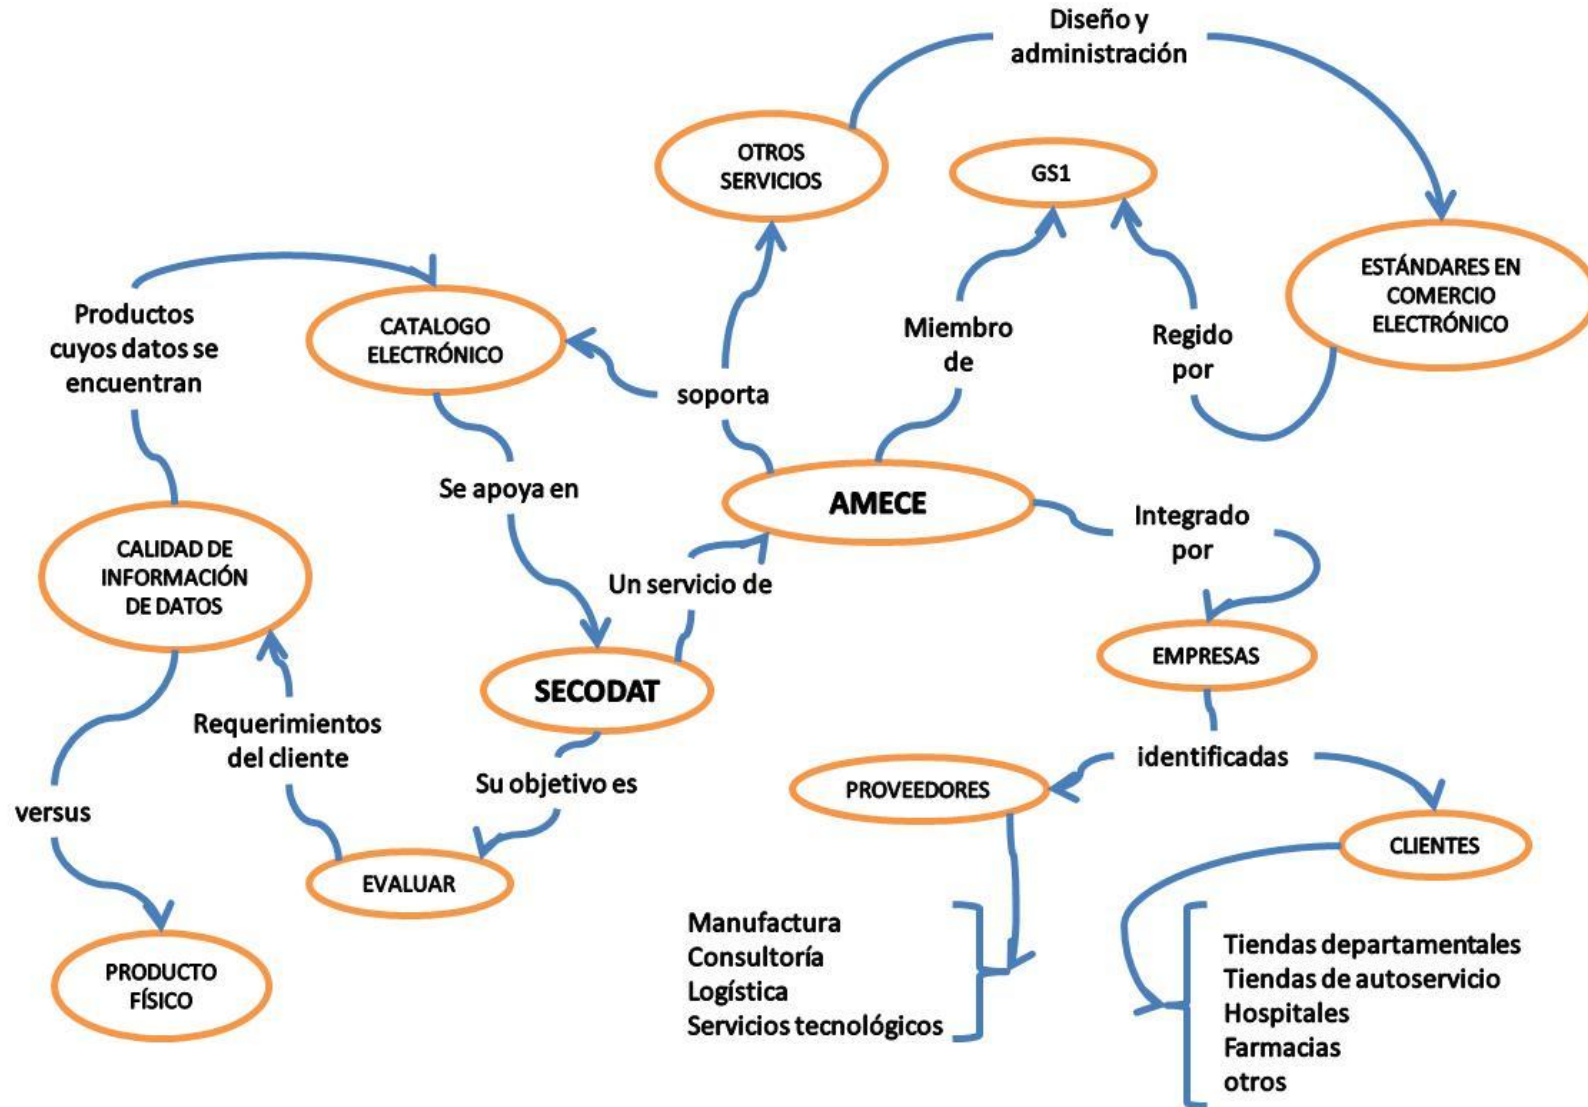 Diseño y
administración
OTROS
SERVICIOS
GS1
ESTÁNDARES EN
COMERCIO
ELECTRÓNICO
Productos
cuyos datos se
encuentran
CATALOGO
ELECTRÓNICO
Miembro
de
Regido
por
soporta
Se apoya en
AMECE
Integrado
por
CALIDAD DE
INFORMACIÓN
DE DATOS
Un servicio de
EMPRESAS
SECODAT
Requerimientos
del cliente
identificadas
Su objetivo es
PROVEEDORES
versus
CLIENTES
EVALUAR
Manufactura
Consultoría
Logística
Servicios tecnológicos
Tiendas departamentales
Tiendas de autoservicio
Hospitales
Farmacias
otros
PRODUCTO
FÍSICO